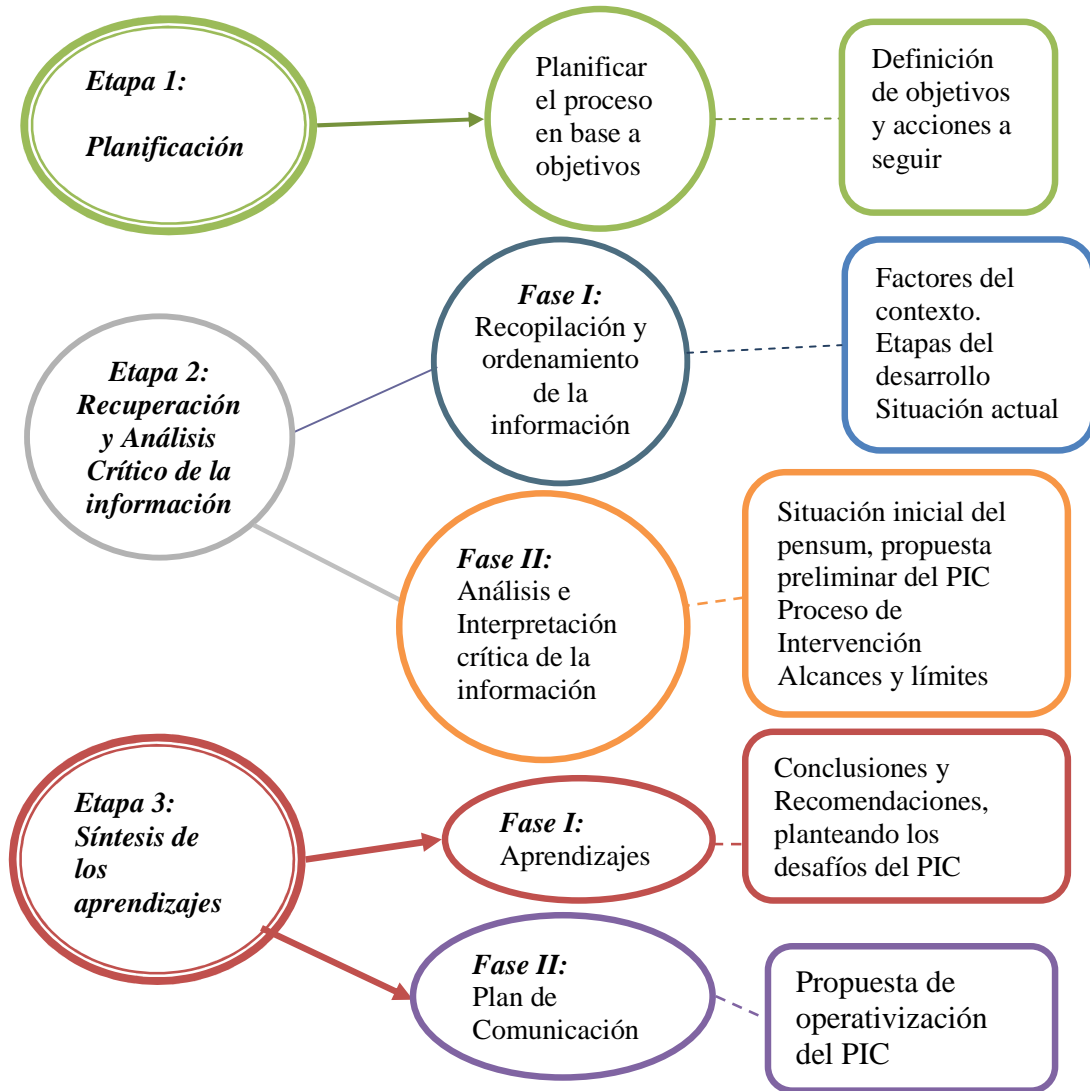 Etapa 1:
Planificación
Planificar
el proceso
en base a
objetivos
Definición
de objetivos
y acciones a
seguir
Etapa 2:
Recuperación
y Análisis
Crítico de la
información
Fase I:
Recopilación y
ordenamiento
de la
información
Factores del
contexto.
Etapas del
desarrollo
Situación actual
Fase II:
Análisis e
Interpretación
crítica de la
información
Situación inicial del
pensum, propuesta
preliminar del PIC
Proceso de
Intervención
Alcances y límites
Etapa 3:
Síntesis de
los
aprendizajes
Fase I:
Aprendizajes
Conclusiones y
Recomendaciones,
planteando los
desafíos del PIC
Fase II:
Plan de
Comunicación
Propuesta de
operativización
del PIC